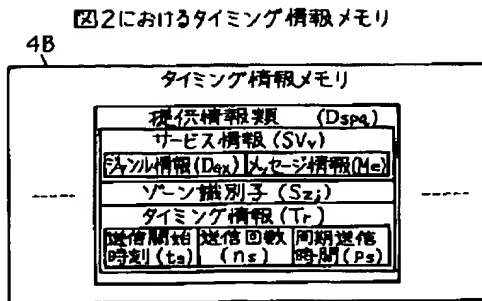 図2におけるタイミング情報メモリ
4B
タイミング情報メモリ
提供情報類 (Dspq)
サービス情報 (SVv)
ジャンル情報(Dex) メッセージ情報(Me)
ゾーン識別子 (Szj)
タイミング情報 (Tr)
送信開始時刻(ts) 送信回数(ns) 周期送信時間(Ps)